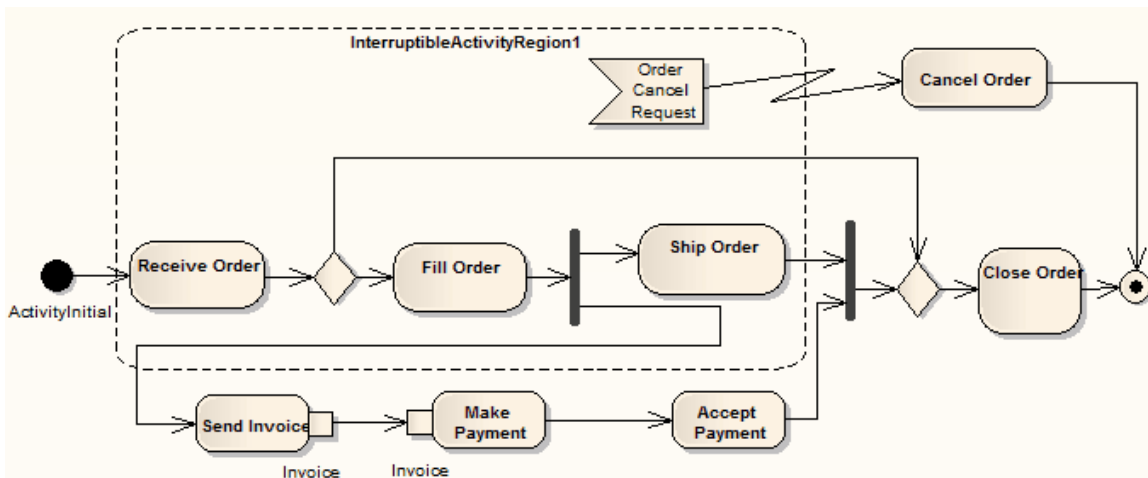 InterruptibleActivityRegion1
Order
Cancel
Request
Cancel Order
Receive Order
Fill Order
Ship Order
Close Order
ActivityInitial
Send Invoice
Make
Payment
Accept
Payment
Invoice
Invoice